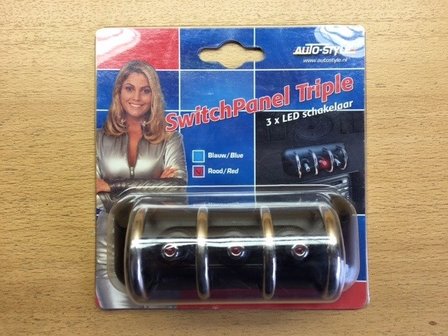 AUTO-STYLE
www.autostyle.nl
SwitchPanel Triple
3 x LED schakelaar
Blauw/Blue
Rood/Red